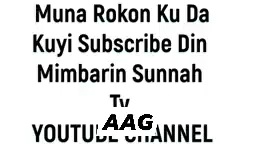 Muna Rokon Ku Da
Kuyi Subscribe Din
Mimbarin Sunnah
Tv
AAG
YOUTUBE CHANNEL